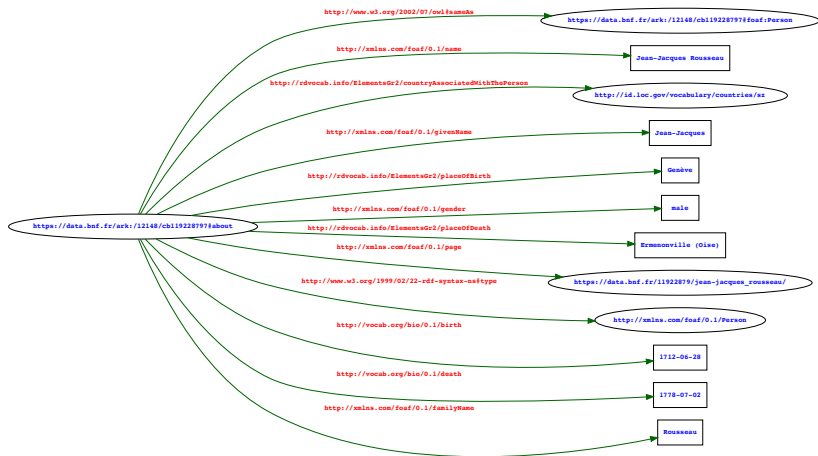 http://www.w3.org/2002/07/owl#sameAs
https://data.bnf.fr/ark:/12148/cb119228797#foaf:Person
http://xmlns.com/foaf/0.1/name
Jean-Jacques Rousseau
http://rdvocab.info/ElementsGr2/countryAssociatedWithThePerson
http://id.loc.gov/vocabulary/countries/sz
http://xmlns.com/foaf/0.1/givenName
Jean-Jacques
http://rdvocab.info/ElementsGr2/placeOfBirth
Genève
http://xmlns.com/foaf/0.1/gender
male
https://data.bnf.fr/ark:/12148/cb119228797#about
http://rdvocab.info/ElementsGr2/placeOfDeath
Ermenonville (Oise)
http://xmlns.com/foaf/0.1/page
https://data.bnf.fr/11922879/jean-jacques_rousseau/
http://www.w3.org/1999/02/22-rdf-syntax-ns#type
http://xmlns.com/foaf/0.1/Person
http://vocab.org/bio/0.1/birth
1712-06-28
http://vocab.org/bio/0.1/death
1778-07-02
http://xmlns.com/foaf/0.1/familyName
Rousseau